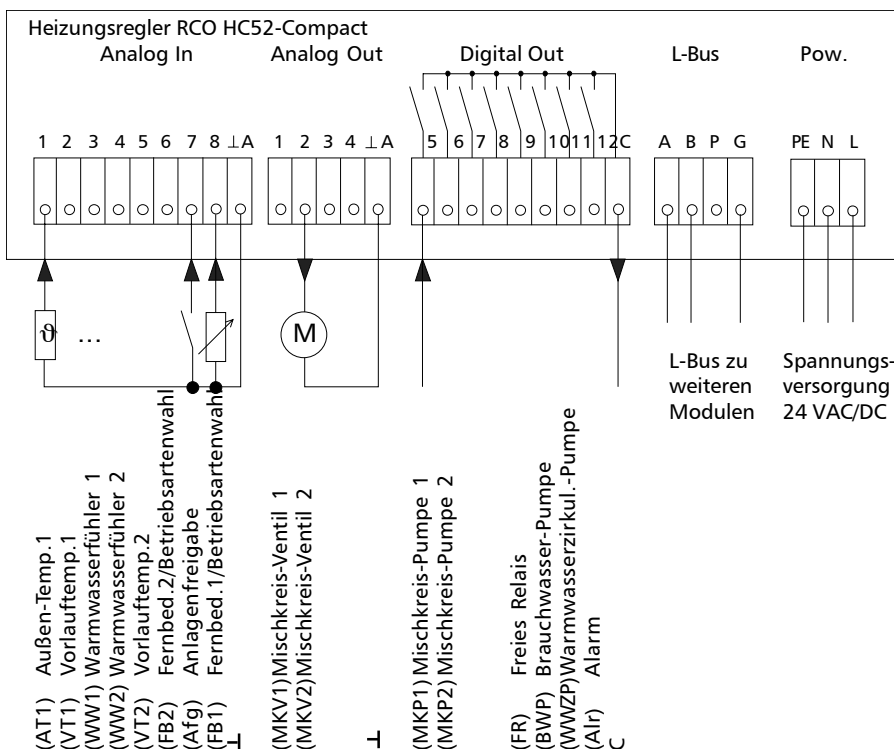 Heizungsregler RCO HC52-Compact
Analog In Analog Out Digital Out L-Bus Pow.
1 2 3 4 5 6 7 8 ⊥A 1 2 3 4 ⊥A 5 6 7 8 9 10 11 12C A B P G PE N L
ϑ ... M
L-Bus zu
weiteren
Modulen
Spannungs-
versorgung
24 VAC/DC
(AT1) Außen-Temp.1
(VT1) Vorlauftemp.1
(WW1) Warmwasserfühler 1
(WW2) Warmwasserfühler 2
(VT2) Vorlauftemp.2
(FB2) Fernbed.2/Betriebsartenwahl
(Afg) Anlagenfreigabe
(FB1) Fernbed.1/Betriebsartenwahl
⊥
(MKV1)Mischkreis-Ventil 1
(MKV2)Mischkreis-Ventil 2
⊥
(MKP1) Mischkreis-Pumpe 1
(MKP2) Mischkreis-Pumpe 2
(FR) Freies Relais
(BWP) Brauchwasser-Pumpe
(WWZP)Warmwasserzirkul.-Pumpe
(Alr) Alarm
C